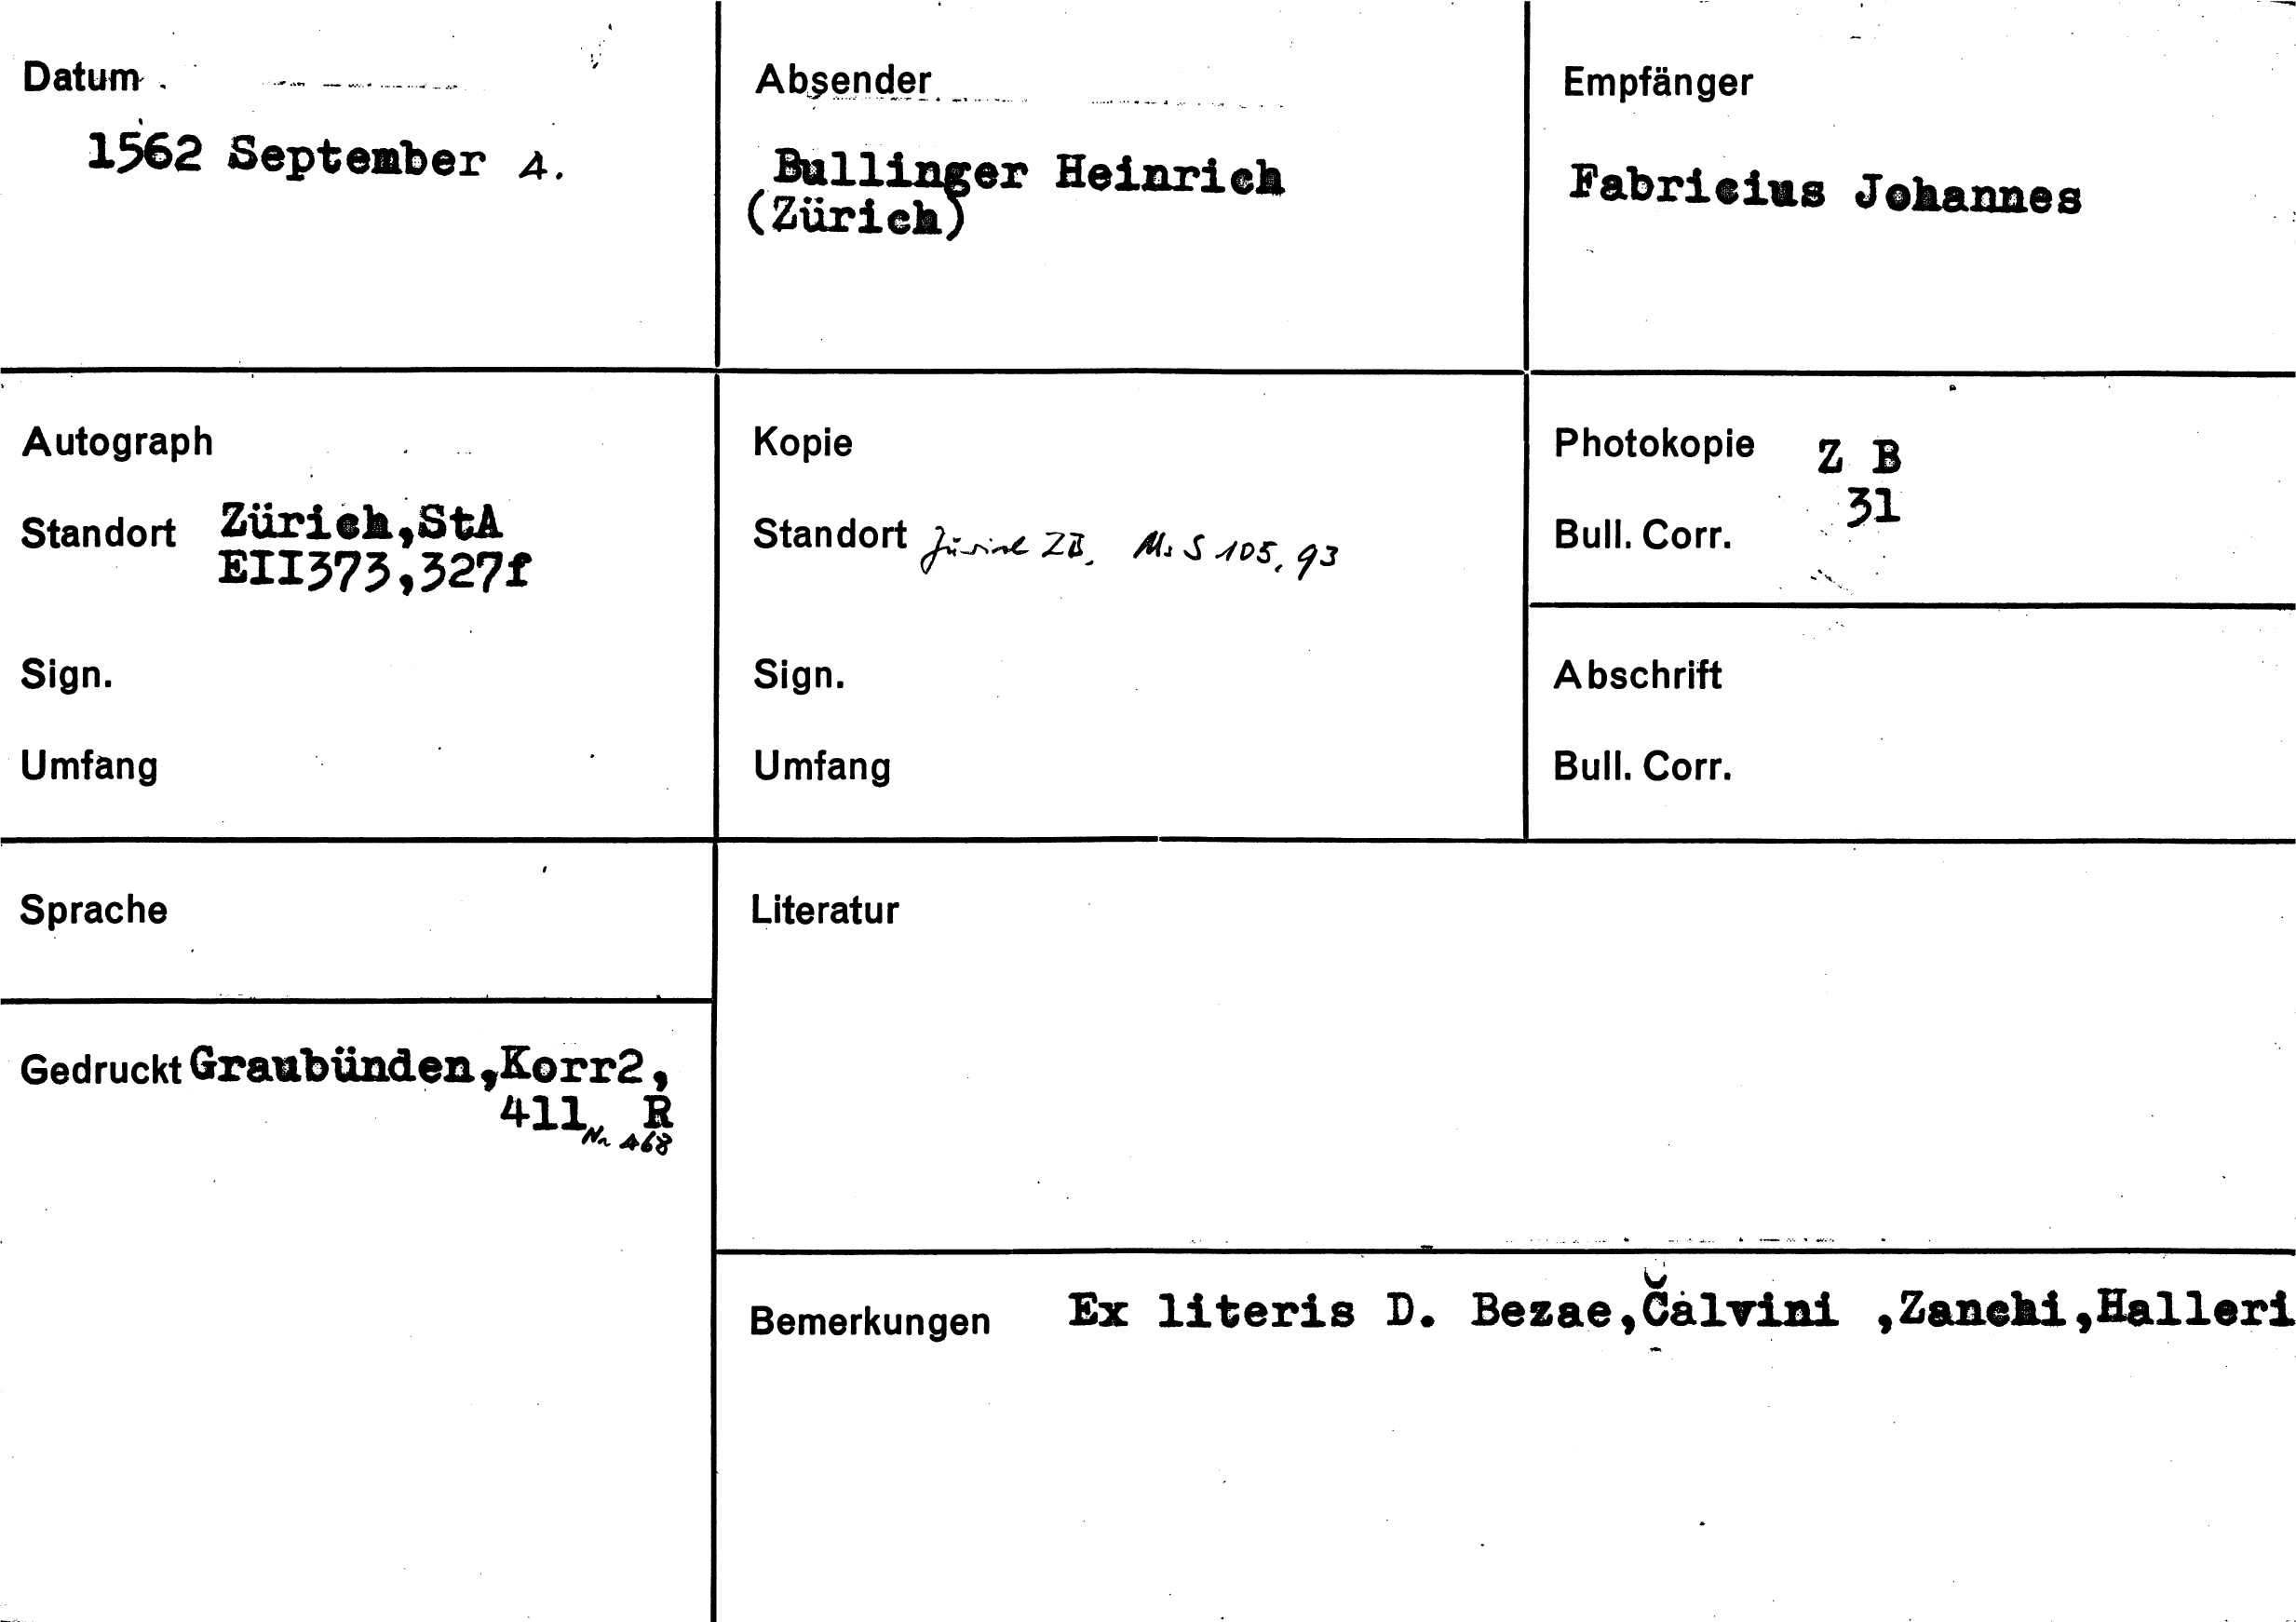 Datum
1562 September 4.
Absender
Bullinger Heinrich
(Zürich)
Empfänger
Fabricius Johannes
Autograph
Standort Zürich,StA
EII373,327f
Sign.
Umfang
Kopie
Standort Zürich ZB. Ms S 105, 93
Sign.
Umfang
Photokopie Z B
31
Bull. Corr.
Abschrift
Bull. Corr.
Sprache
Gedruckt Graubünden,Korr2,
411, R
Nr 468
Literatur
Bemerkungen Ex literis D. Bezae,Calvini ,Zanchi,Halleri